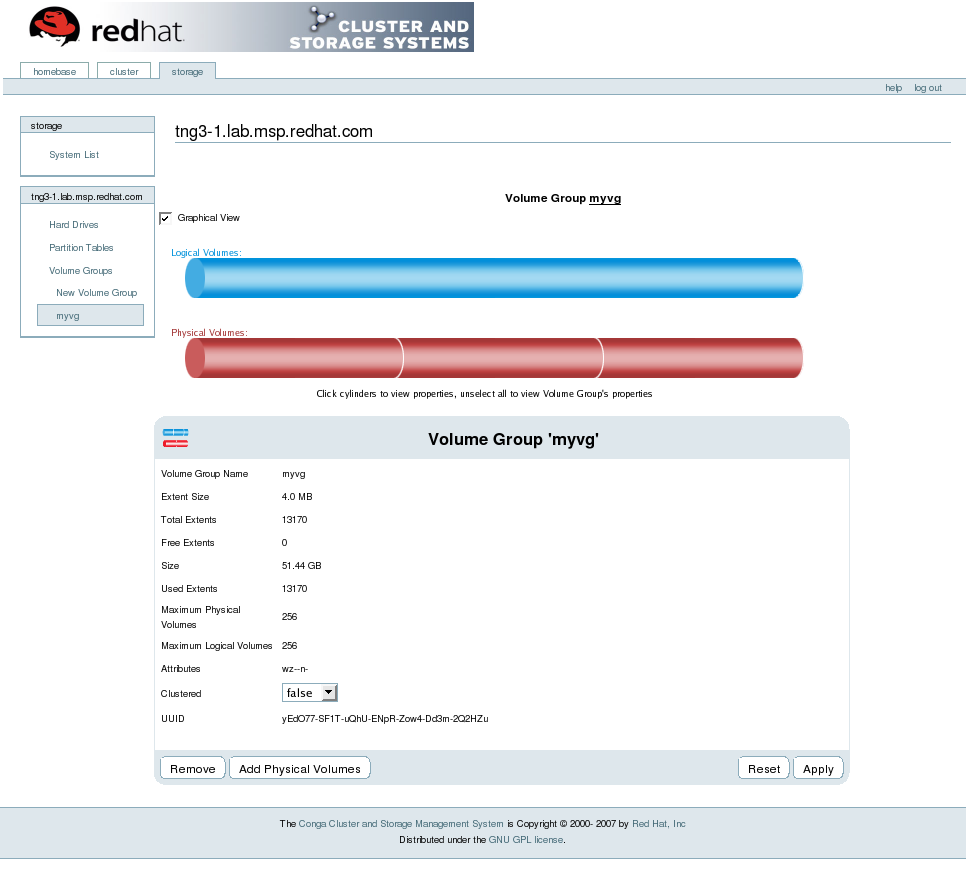 redhat.
CLUSTER AND
STORAGE SYSTEMS
homebase cluster storage
help log out
storage
System List
tng3-1.lab.msp.redhat.com
Hard Drives
Partition Tables
Volume Groups
New Volume Group
myvg
tng3-1.lab.msp.redhat.com
Volume Group myvg
Graphical View
Logical Volumes:
Physical Volumes:
Click cylinders to view properties, unselect all to view Volume Group's properties
Volume Group 'myvg'
Volume Group Name myvg
Extent Size 4.0 MB
Total Extents 13170
Free Extents 0
Size 51.44 GB
Used Extents 13170
Maximum Physical
Volumes 256
Maximum Logical Volumes 256
Attributes wz--n-
Clustered false
UUID yEdO77-SF1T-uQhU-ENpR-Zow4-Dd3m-2Q2HZu
Remove Add Physical Volumes Reset Apply
The Conga Cluster and Storage Management System is Copyright © 2000- 2007 by Red Hat, Inc
Distributed under the GNU GPL license.